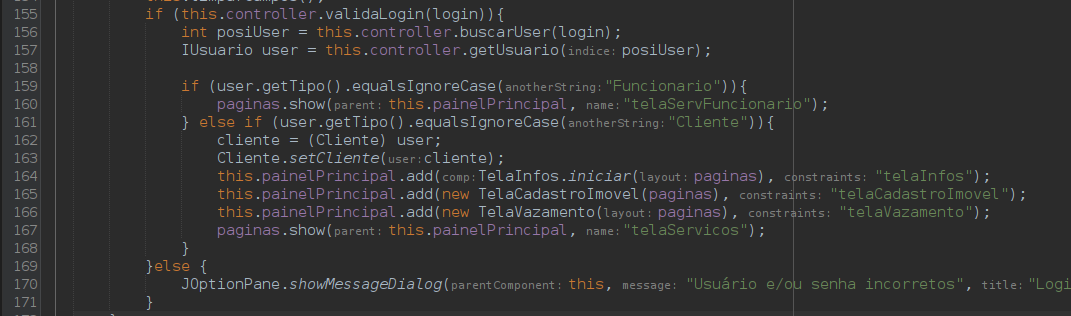 155 if (this.controller.validaLogin(login)){
156 int posiUser = this.controller.buscarUser(login);
157 IUsuario user = this.controller.getUsuario(indice: posiUser);
158
159 if (user.getTipo().equalsIgnoreCase(anotherString: "Funcionario")){
160 paginas.show(parent: this.painelPrincipal, name: "telaServFuncionario");
161 } else if (user.getTipo().equalsIgnoreCase(anotherString: "Cliente")){
162 cliente = (Cliente) user;
163 Cliente.setCliente(user: cliente);
164 this.painelPrincipal.add(comp: TelaInfos.iniciar(layout: paginas), constraints: "telaInfos");
165 this.painelPrincipal.add(new TelaCadastroImovel(paginas), constraints: "telaCadastroImovel");
166 this.painelPrincipal.add(new TelaVazamento(layout: paginas), constraints: "telaVazamento");
167 paginas.show(parent: this.painelPrincipal, name: "telaServicos");
168 }
169 }else {
170 JOptionPane.showMessageDialog(parentComponent: this, message: "Usuário e/ou senha incorretos", title: "Logi
171 }